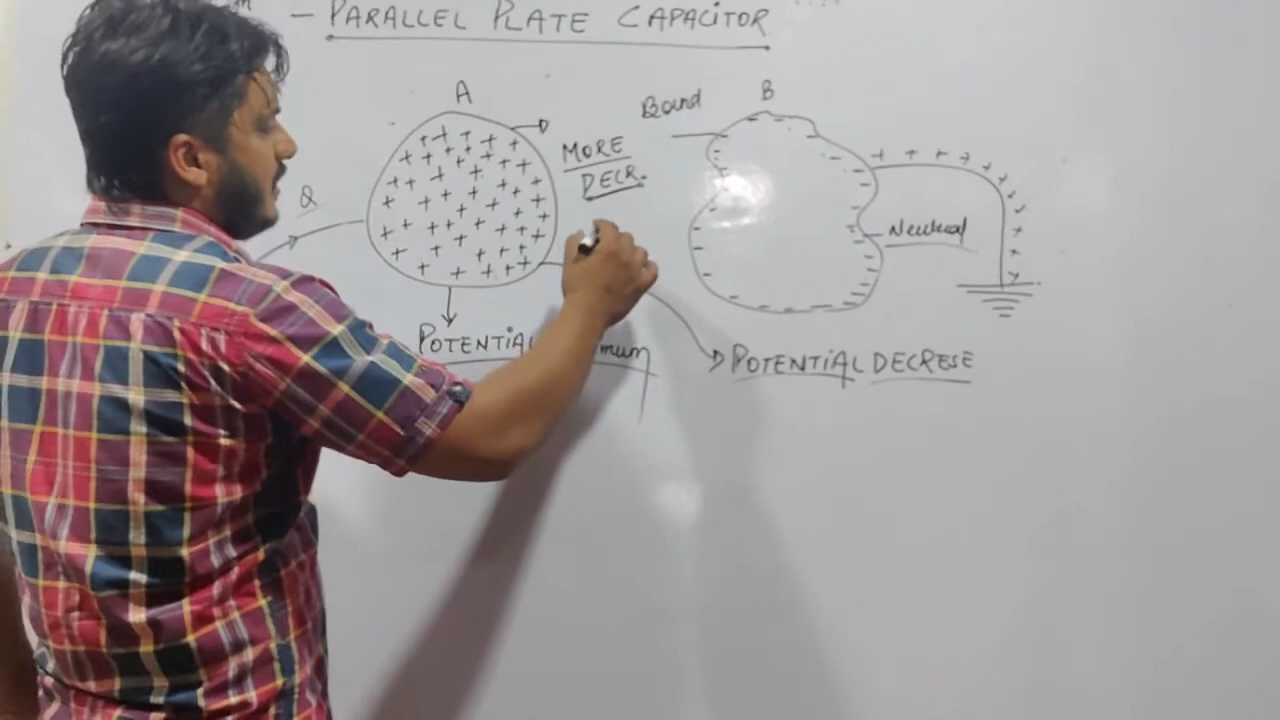 — PARALLEL PLATE CAPACITOR
A
B
Bound
MORE
DECR.
Q
Neutral
POTENTIAL
POTENTIAL DECRESE